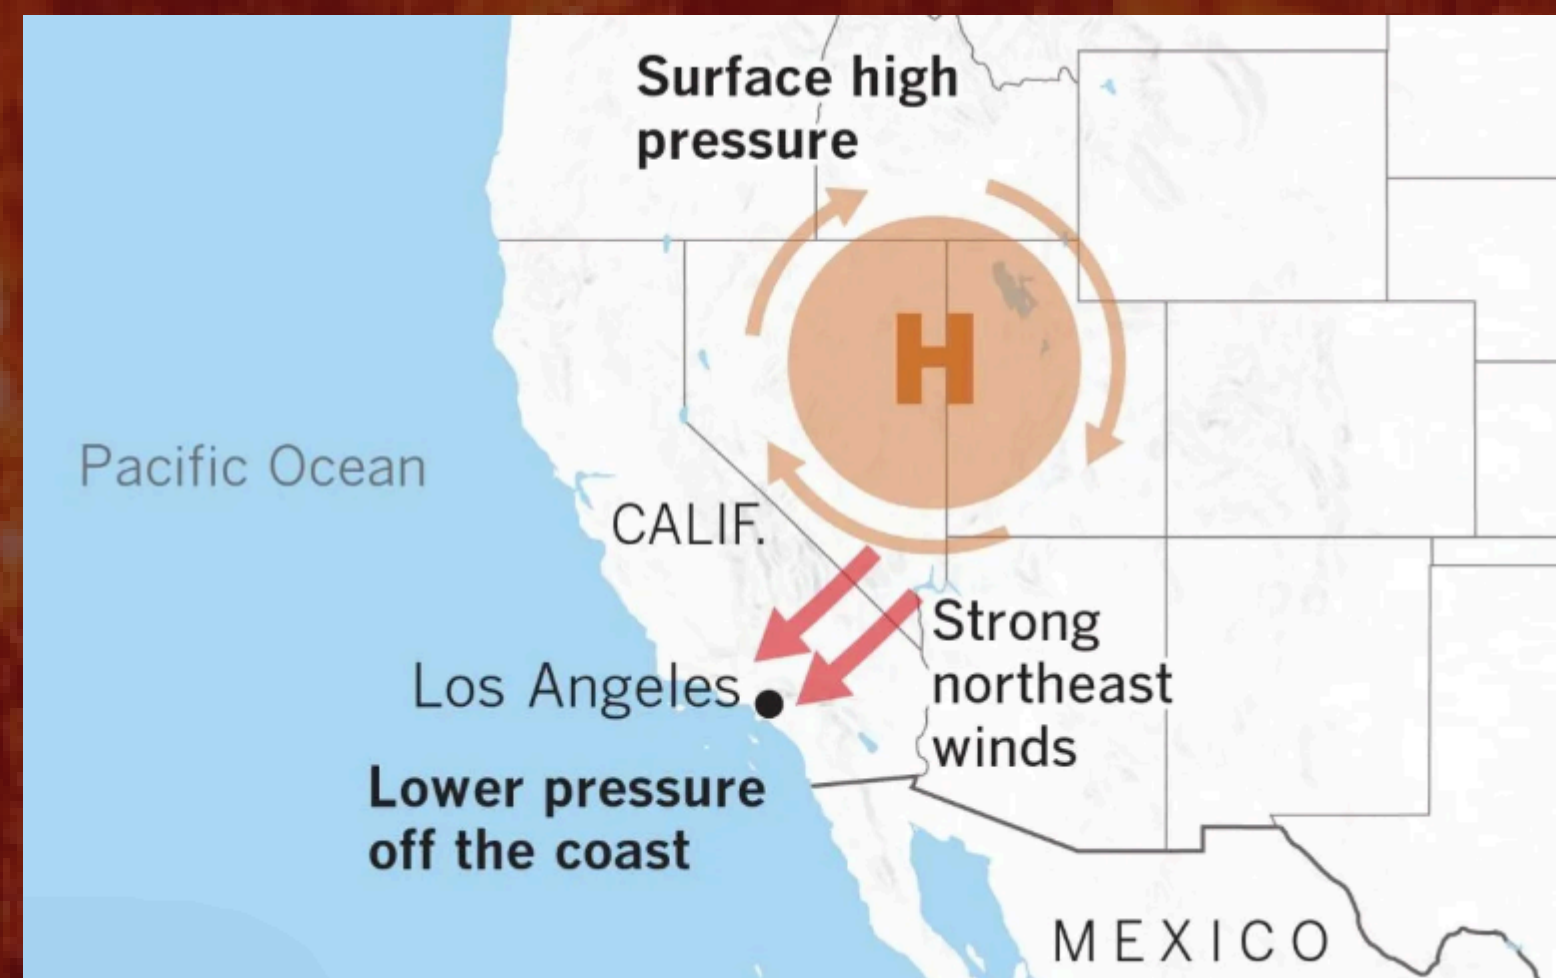 Surface high
pressure
H
Pacific Ocean
CALIF.
Strong
northeast
winds
Los Angeles
Lower pressure
off the coast
MEXICO